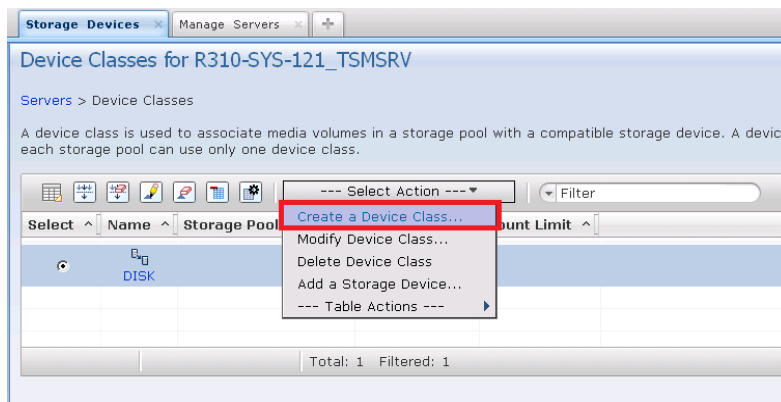 Storage Devices × Manage Servers ×
Device Classes for R310-SYS-121_TSMSRV
Servers > Device Classes
A device class is used to associate media volumes in a storage pool with a compatible storage device. A
each storage pool can use only one device class.
--- Select Action --- Filter
Select ^ Name ^ Storage Pool Limit ^
Create a Device Class...
Modify Device Class...
DISK
Delete Device Class
Add a Storage Device...
--- Table Actions ---
Total: 1 Filtered: 1